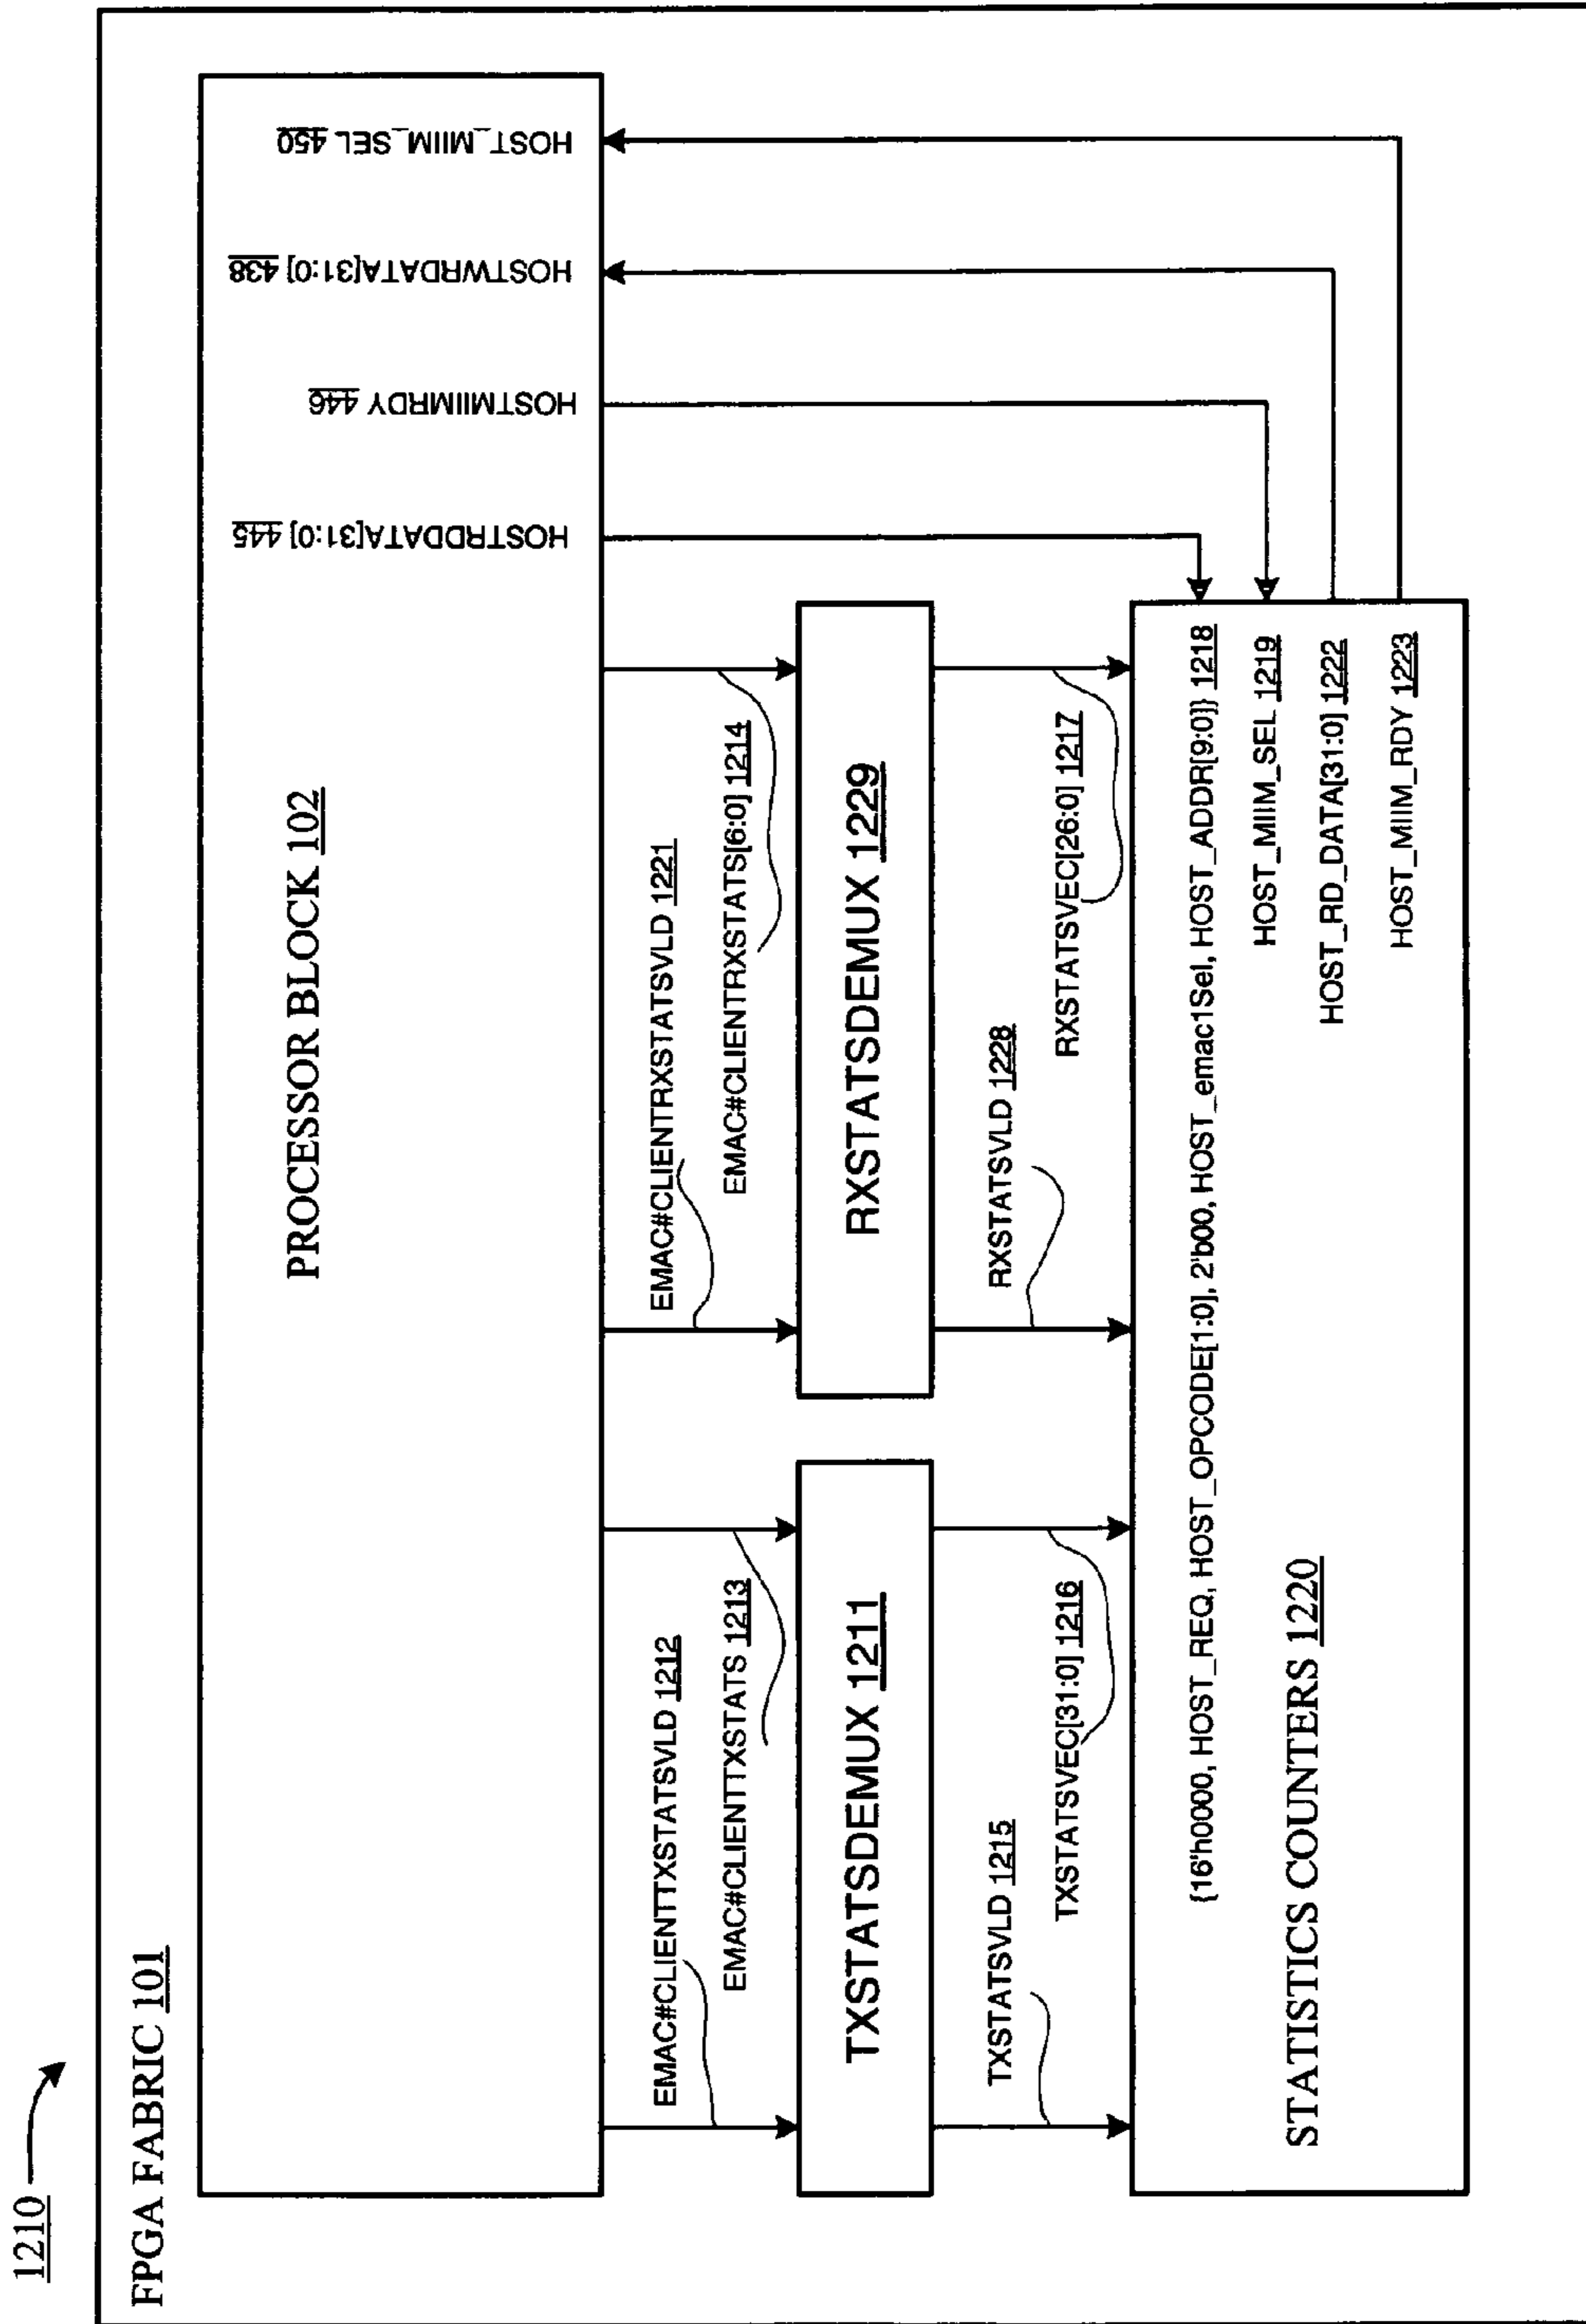 1210
FPGA FABRIC 101
PROCESSOR BLOCK 102
HOSTRDDATA[31:0] 445
HOSTMIIMRDY 446
HOSTWRDATA[31:0] 438
HOST_MIIM_SEL 450
EMAC#CLIENTTXSTATSVLD 1212
EMAC#CLIENTTXSTATS 1213
EMAC#CLIENTRXSTATSVLD 1221
EMAC#CLIENTRXSTATS[6:0] 1214
TXSTATSDEMUX 1211
RXSTATSDEMUX 1229
TXSTATSVLD 1215
TXSTATSVEC[31:0] 1216
RXSTATSVLD 1228
RXSTATSVEC[26:0] 1217
{16'h0000, HOST_REQ, HOST_OPCODE[1:0], 2'b00, HOST_emac1Sel, HOST_ADDR[9:0]} 1218
HOST_MIIM_SEL 1219
HOST_RD_DATA[31:0] 1222
HOST_MIIM_RDY 1223
STATISTICS COUNTERS 1220